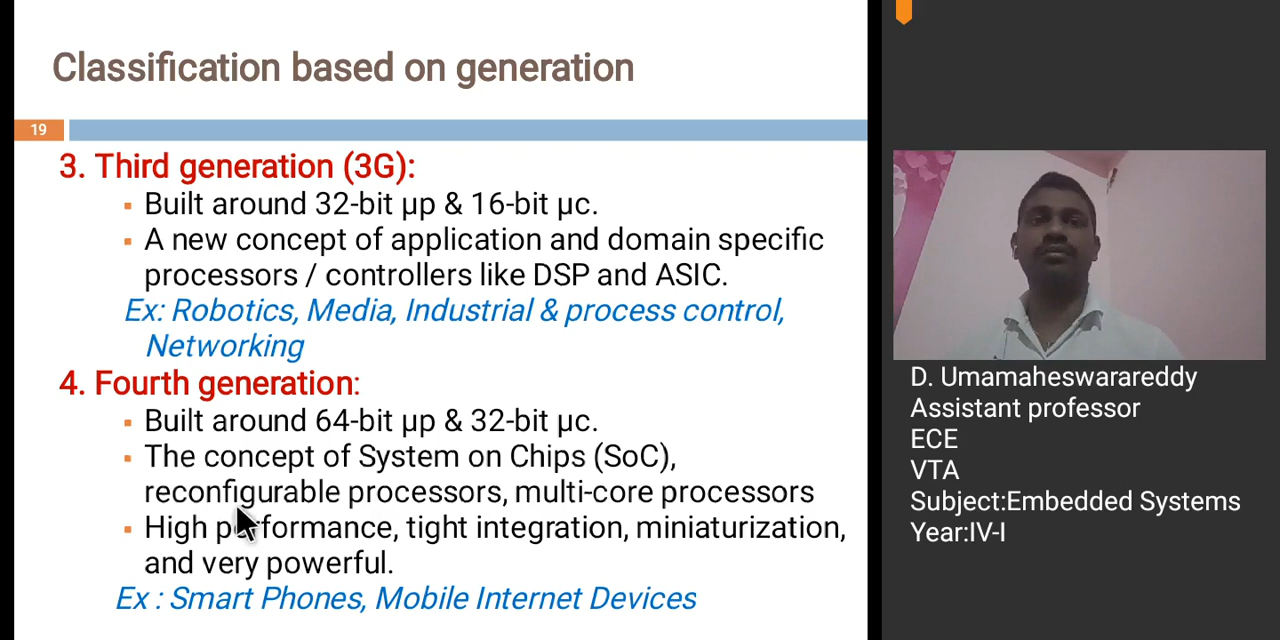 Classification based on generation
19
3. Third generation (3G):
▪ Built around 32-bit µp & 16-bit µc.
▪ A new concept of application and domain specific
processors / controllers like DSP and ASIC.
Ex: Robotics, Media, Industrial & process control,
Networking
4. Fourth generation:
▪ Built around 64-bit µp & 32-bit µc.
▪ The concept of System on Chips (SoC),
reconfigurable processors, multi-core processors
▪ High performance, tight integration, miniaturization,
and very powerful.
Ex : Smart Phones, Mobile Internet Devices
D. Umamaheswarareddy
Assistant professor
ECE
VTA
Subject:Embedded Systems
Year:IV-I